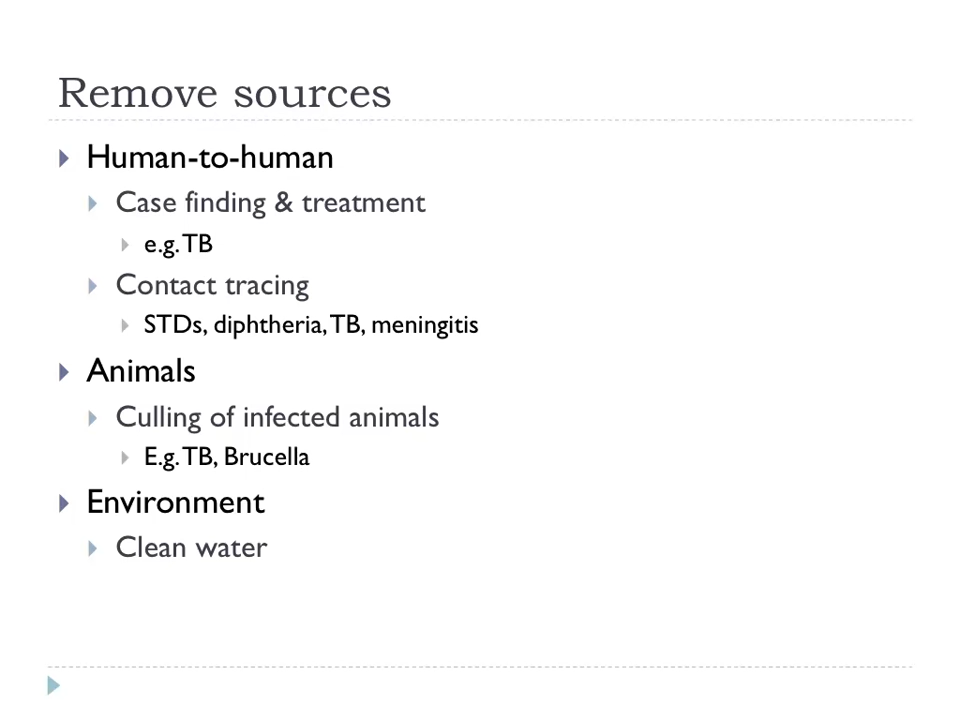 Remove sources
Human-to-human
Case finding & treatment
e.g. TB
Contact tracing
STDs, diphtheria, TB, meningitis
Animals
Culling of infected animals
E.g. TB, Brucella
Environment
Clean water